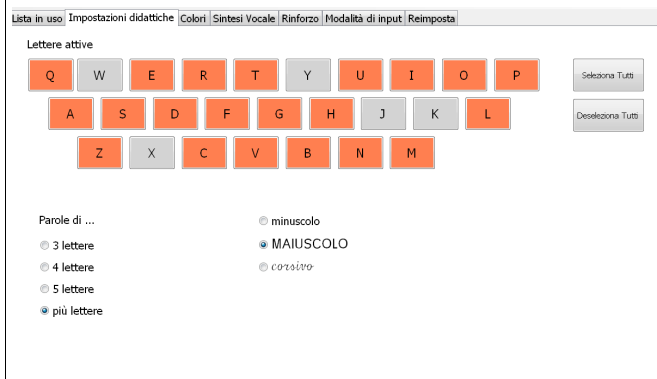 Lista in uso Impostazioni didattiche Colori Sintesi Vocale Rinforzo Modalità di input Reimposta
Lettere attive
Q W E R T Y U I O P Seleziona Tutti
A S D F G H J K L Deseleziona Tutti
Z X C V B N M
Parole di ... minuscolo
3 lettere MAIUSCOLO
4 lettere corsivo
5 lettere
più lettere